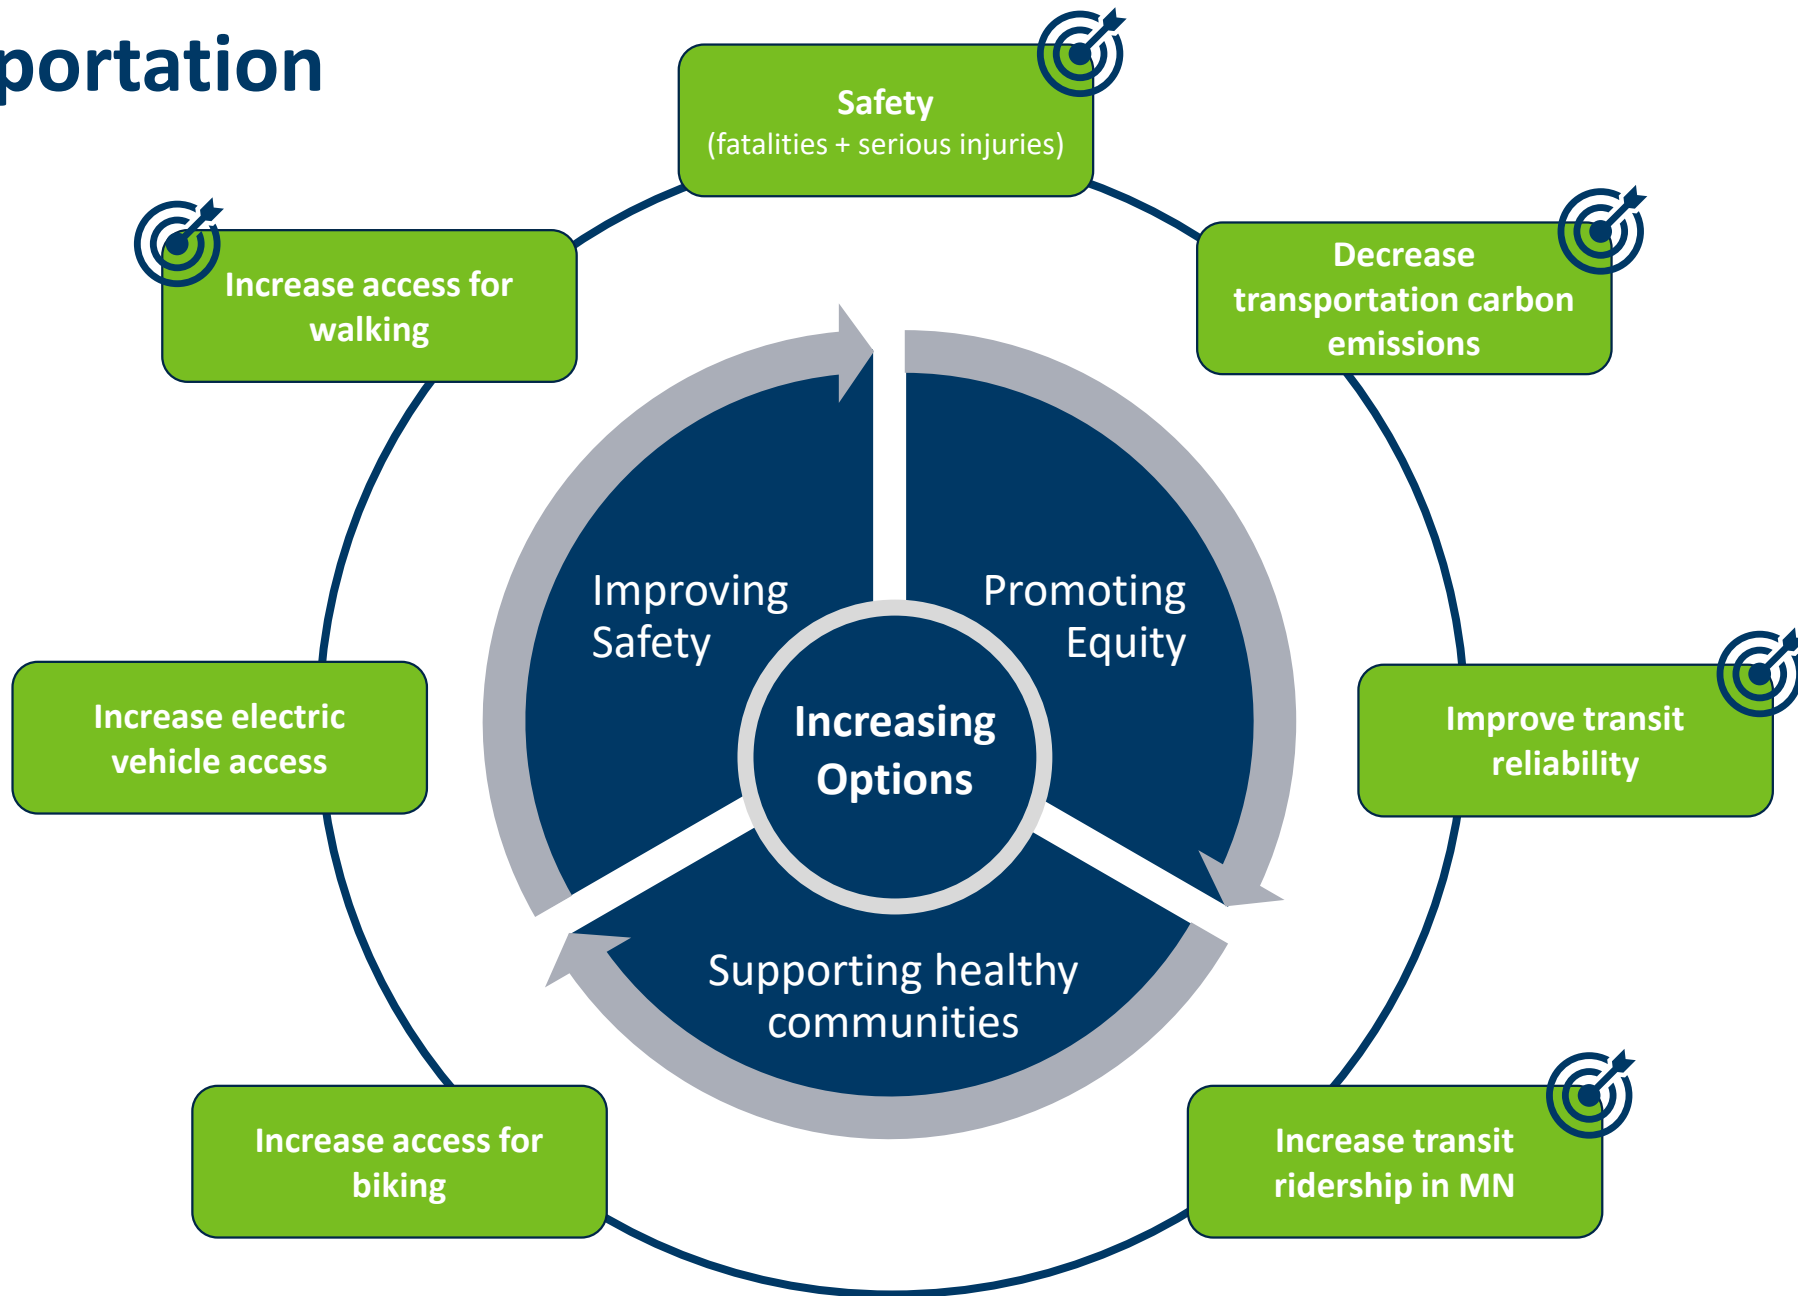 portation
Safety
(fatalities + serious injuries)
Decrease
transportation carbon
emissions
Increase access for
walking
Improving
Safety
Promoting
Equity
Increasing
Options
Increase electric
vehicle access
Improve transit
reliability
Supporting healthy
communities
Increase access for
biking
Increase transit
ridership in MN